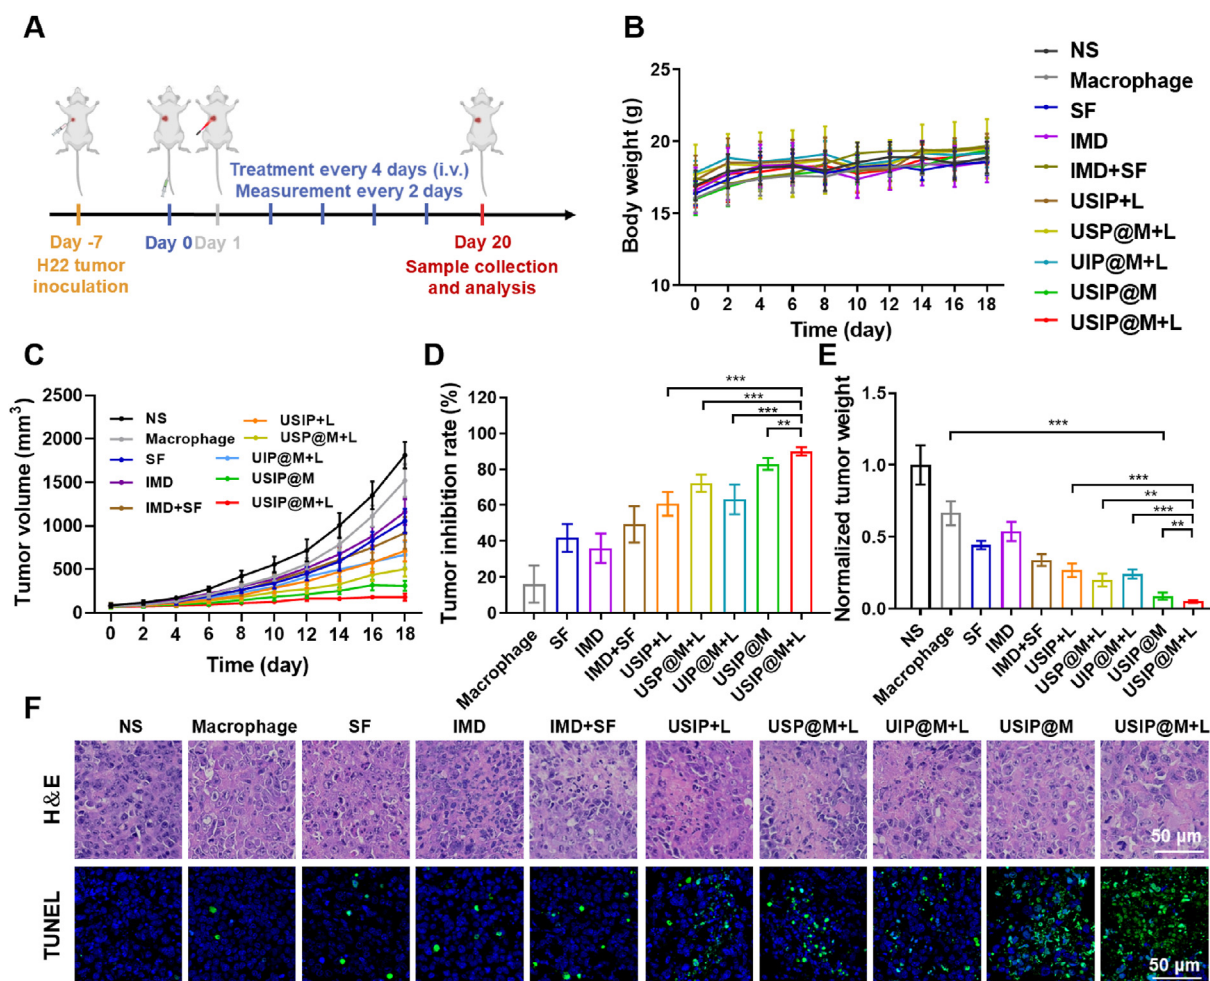 A
Treatment every 4 days (i.v.)
Measurement every 2 days
Day -7
Day 0
Day 1
Day 20
H22 tumor
inoculation
Sample collection
and analysis
B
Body weight (g)
25
20
15
10
0 2 4 6 8 10 12 14 16 18
Time (day)
NS
Macrophage
SF
IMD
IMD+SF
USIP+L
USP@M+L
UIP@M+L
USIP@M
USIP@M+L
C
Tumor volume (mm³)
2500
2000
1500
1000
500
0
0 2 4 6 8 10 12 14 16 18
Time (day)
NS
Macrophage
SF
IMD
IMD+SF
USIP+L
USP@M+L
UIP@M+L
USIP@M
USIP@M+L
D
Tumor inhibition rate (%)
120
100
80
60
40
20
0
***
***
***
**
Macrophage
SF
IMD
IMD+SF
USIP+L
USP@M+L
UIP@M+L
USIP@M
USIP@M+L
E
Normalized tumor weight
1.5
1.0
0.5
0.0
***
***
**
***
**
NS
Macrophage
SF
IMD
IMD+SF
USIP+L
USP@M+L
UIP@M+L
USIP@M
USIP@M+L
F
NS Macrophage SF IMD IMD+SF USIP+L USP@M+L UIP@M+L USIP@M USIP@M+L
H&E
50 μm
TUNEL
50 μm